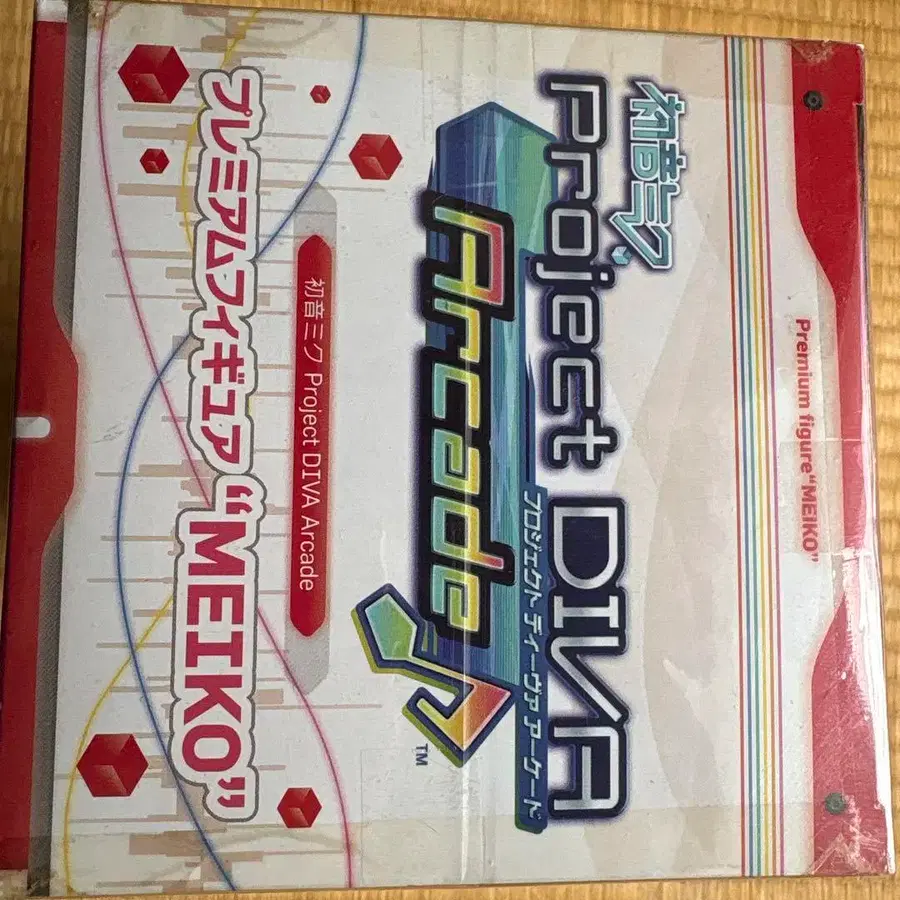 Premium figure“MEIKO”
初音ミク
Project DIVA
プロジェクト ディーヴァ アーケード
Arcade
TM
初音ミク Project DIVA Arcade
プレミアムフィギュア“MEIKO”